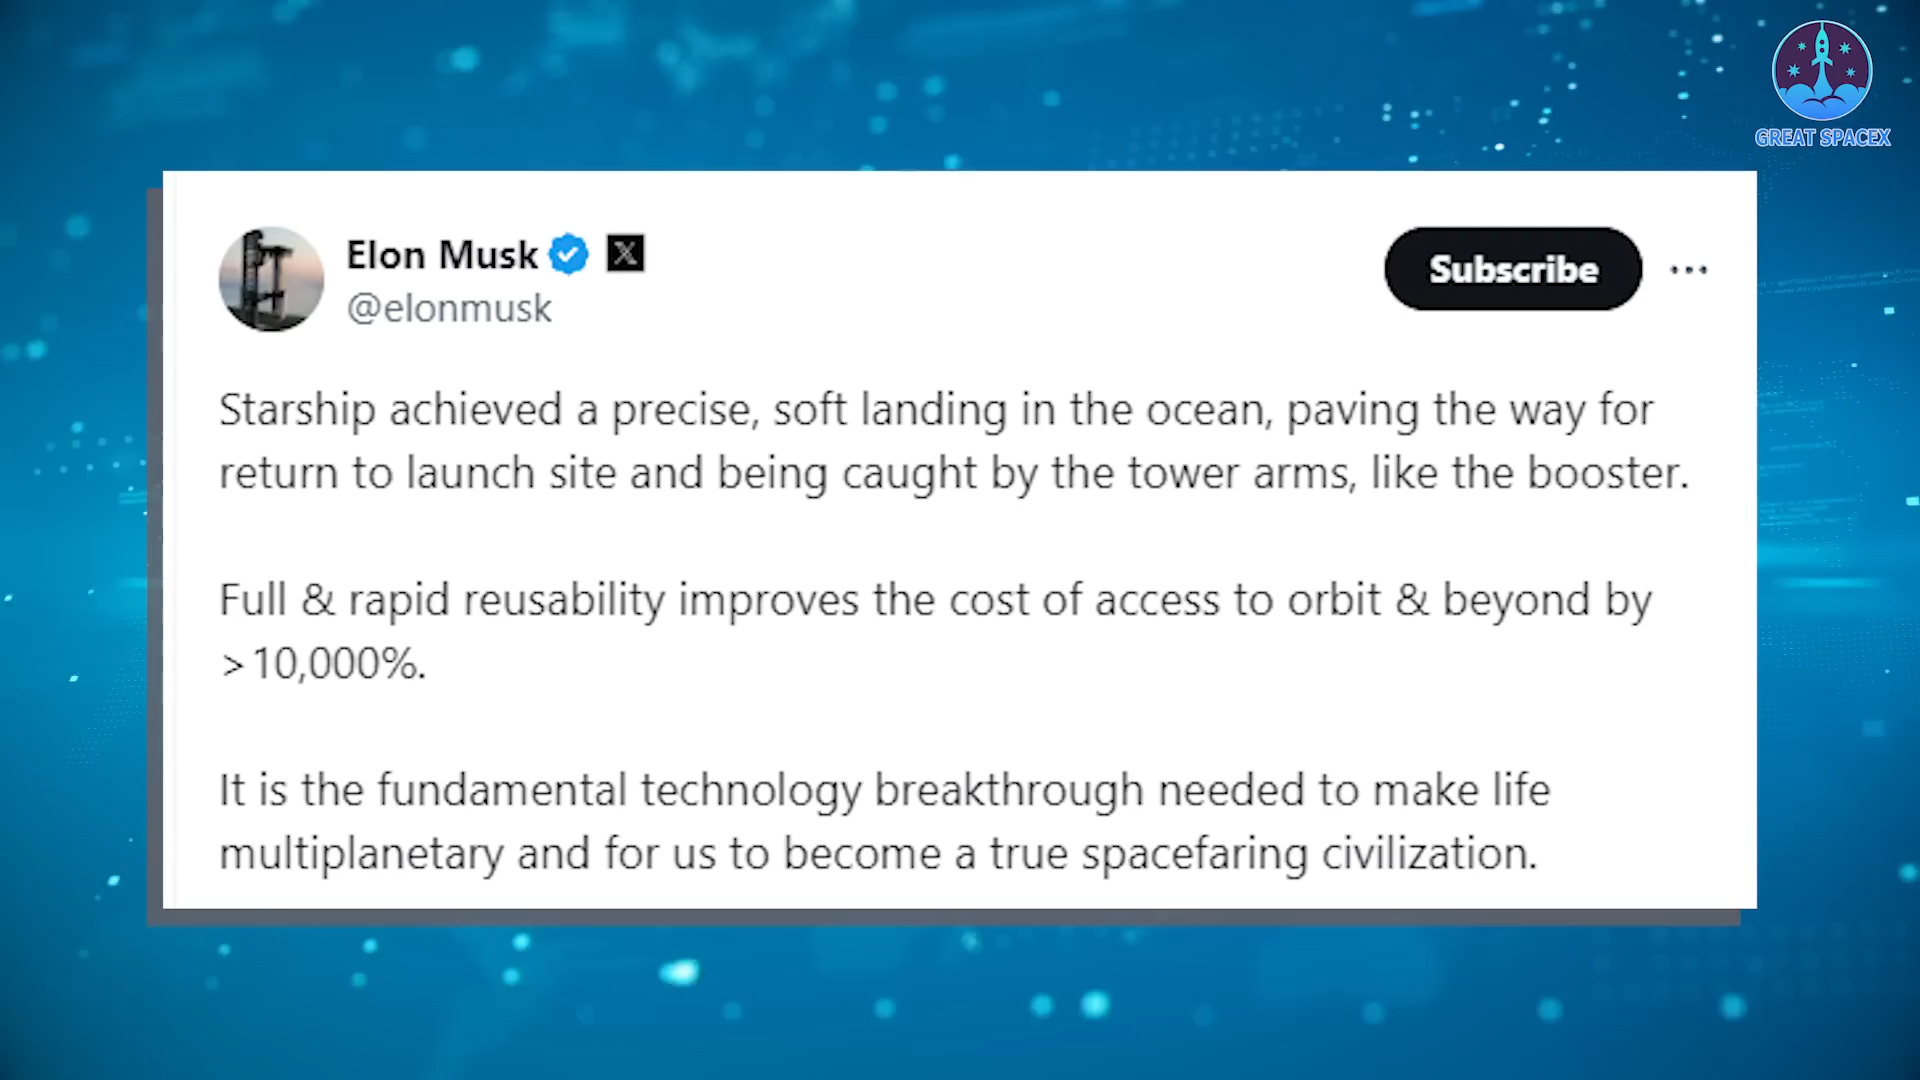 GREAT SPACEX
Elon Musk
@elonmusk
Subscribe
Starship achieved a precise, soft landing in the ocean, paving the way for
return to launch site and being caught by the tower arms, like the booster.
Full & rapid reusability improves the cost of access to orbit & beyond by
>10,000%.
It is the fundamental technology breakthrough needed to make life
multiplanetary and for us to become a true spacefaring civilization.